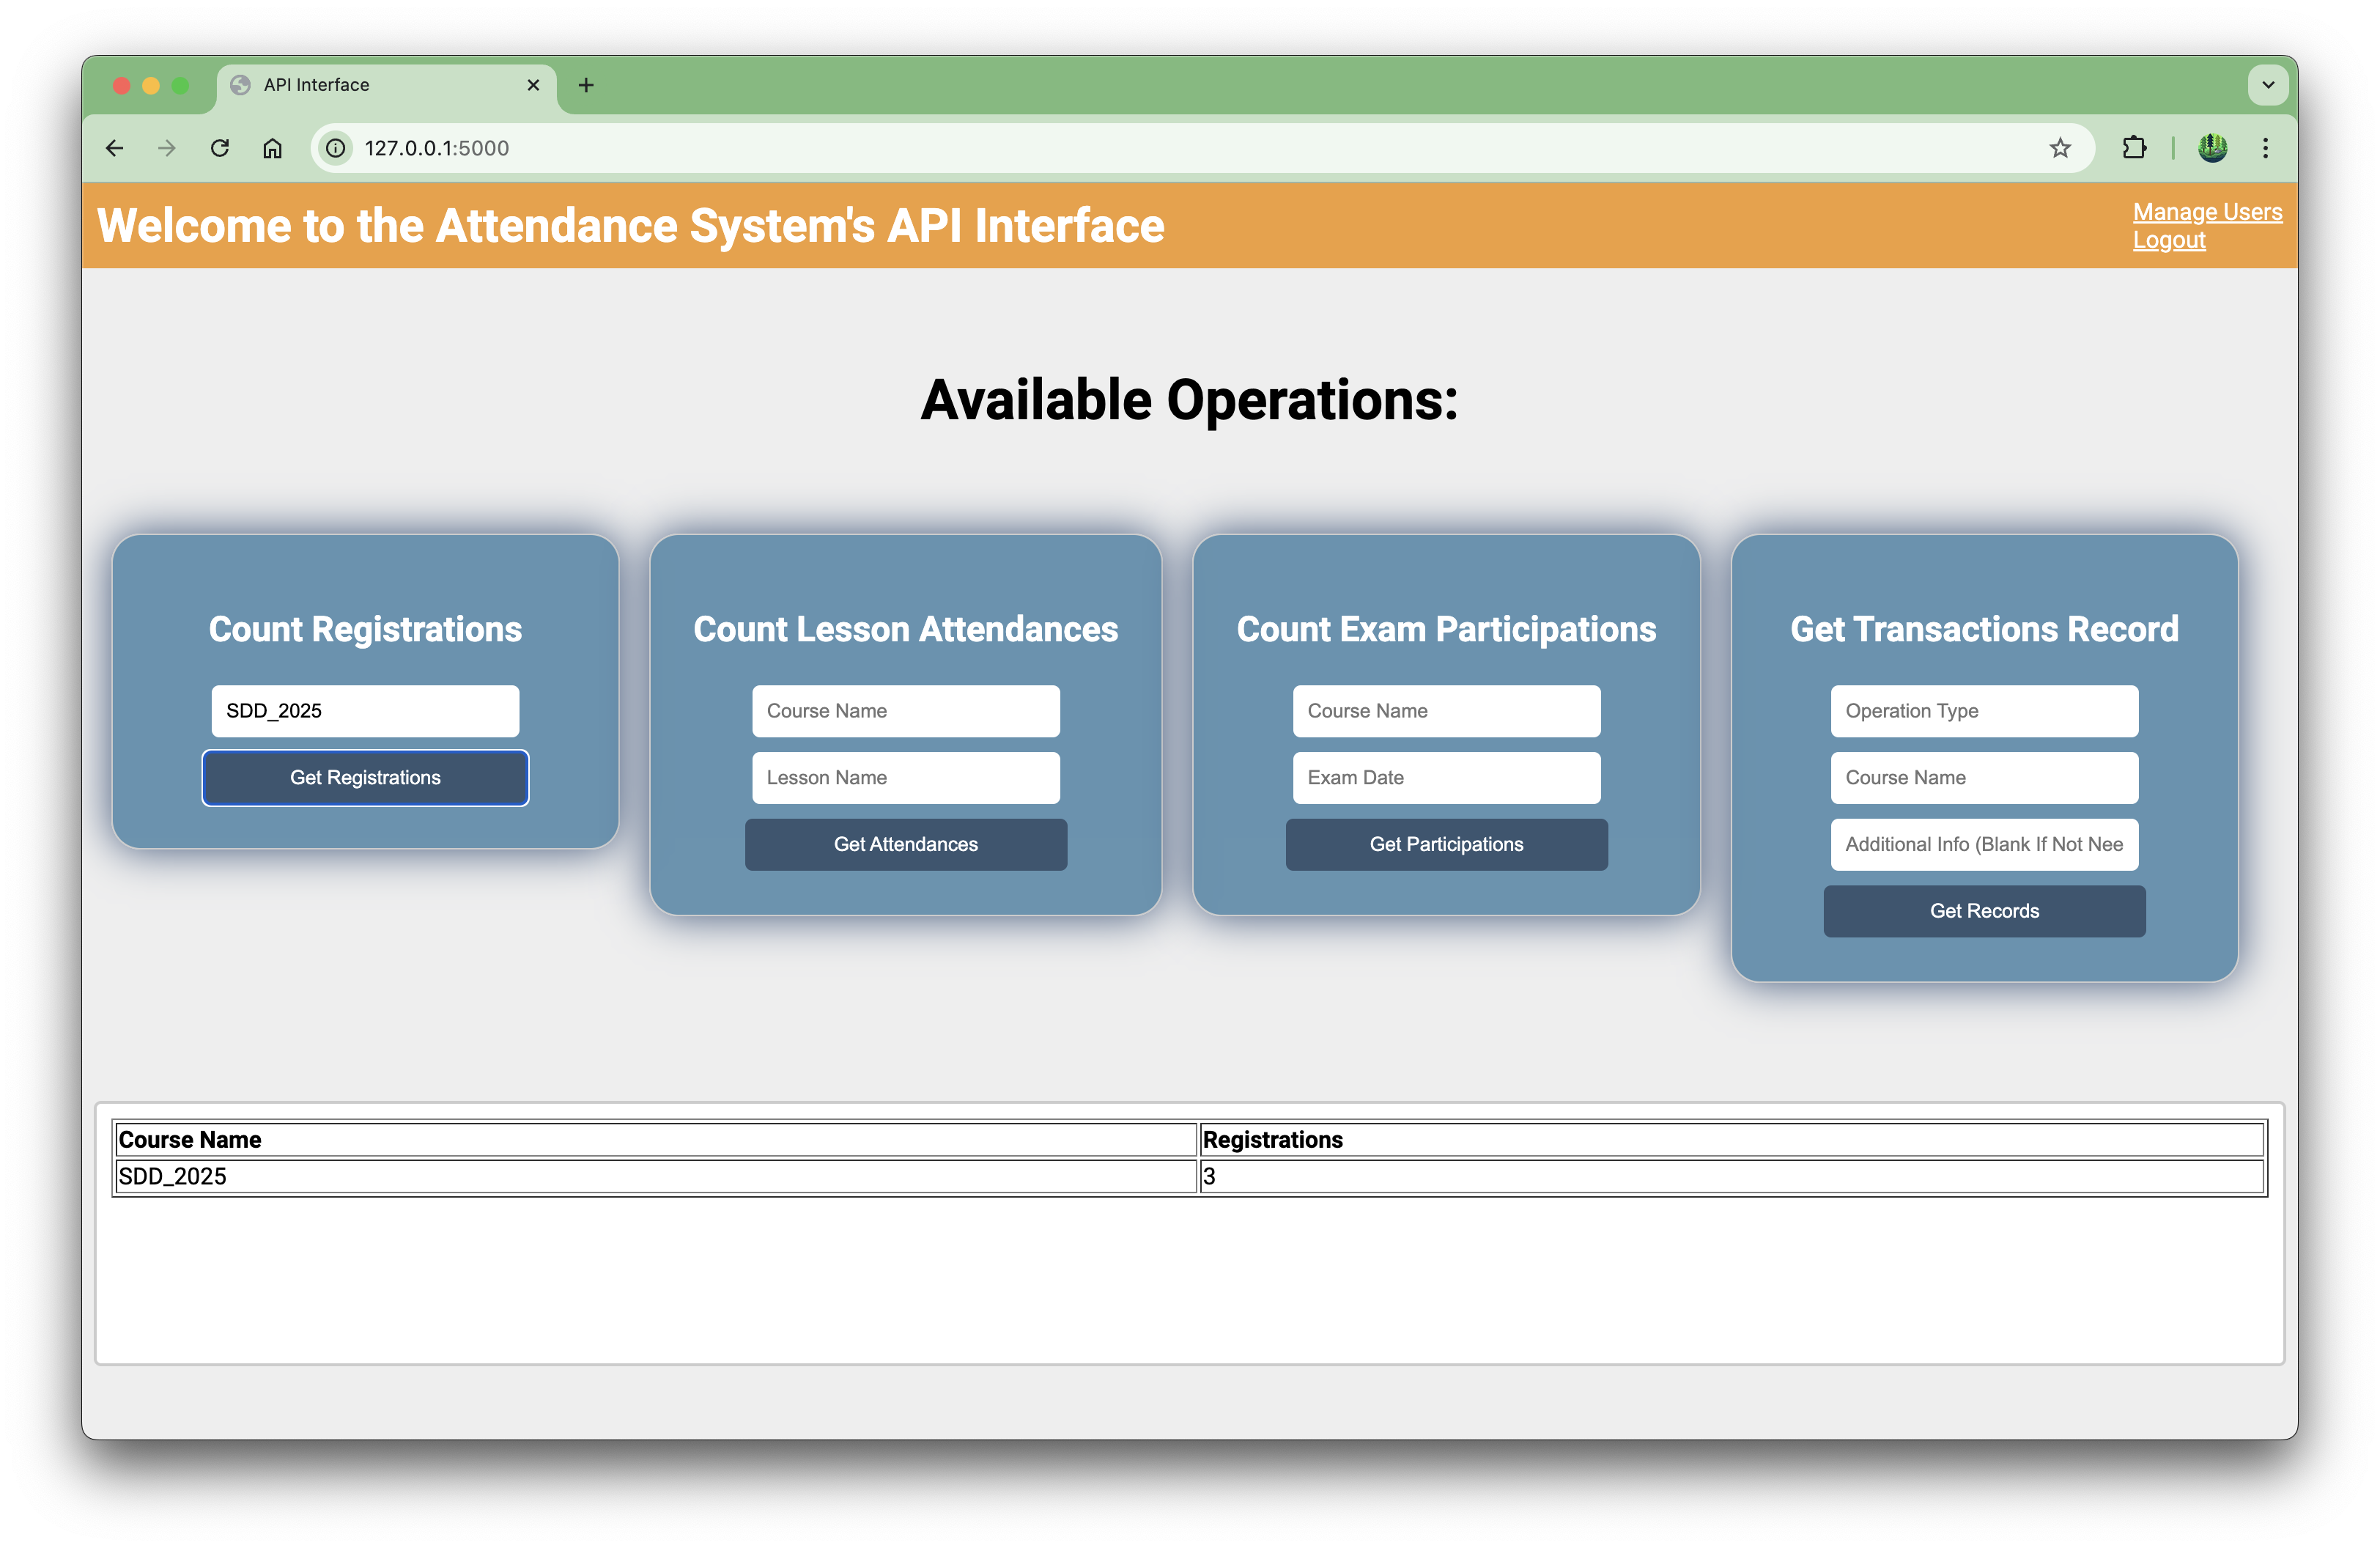 API Interface
127.0.0.1:5000
Welcome to the Attendance System's API Interface
Manage Users
Logout
Available Operations:
Count Registrations
SDD_2025
Get Registrations
Count Lesson Attendances
Course Name
Lesson Name
Get Attendances
Count Exam Participations
Course Name
Exam Date
Get Participations
Get Transactions Record
Operation Type
Course Name
Additional Info (Blank If Not Nee
Get Records
Course Name Registrations
SDD_2025 3